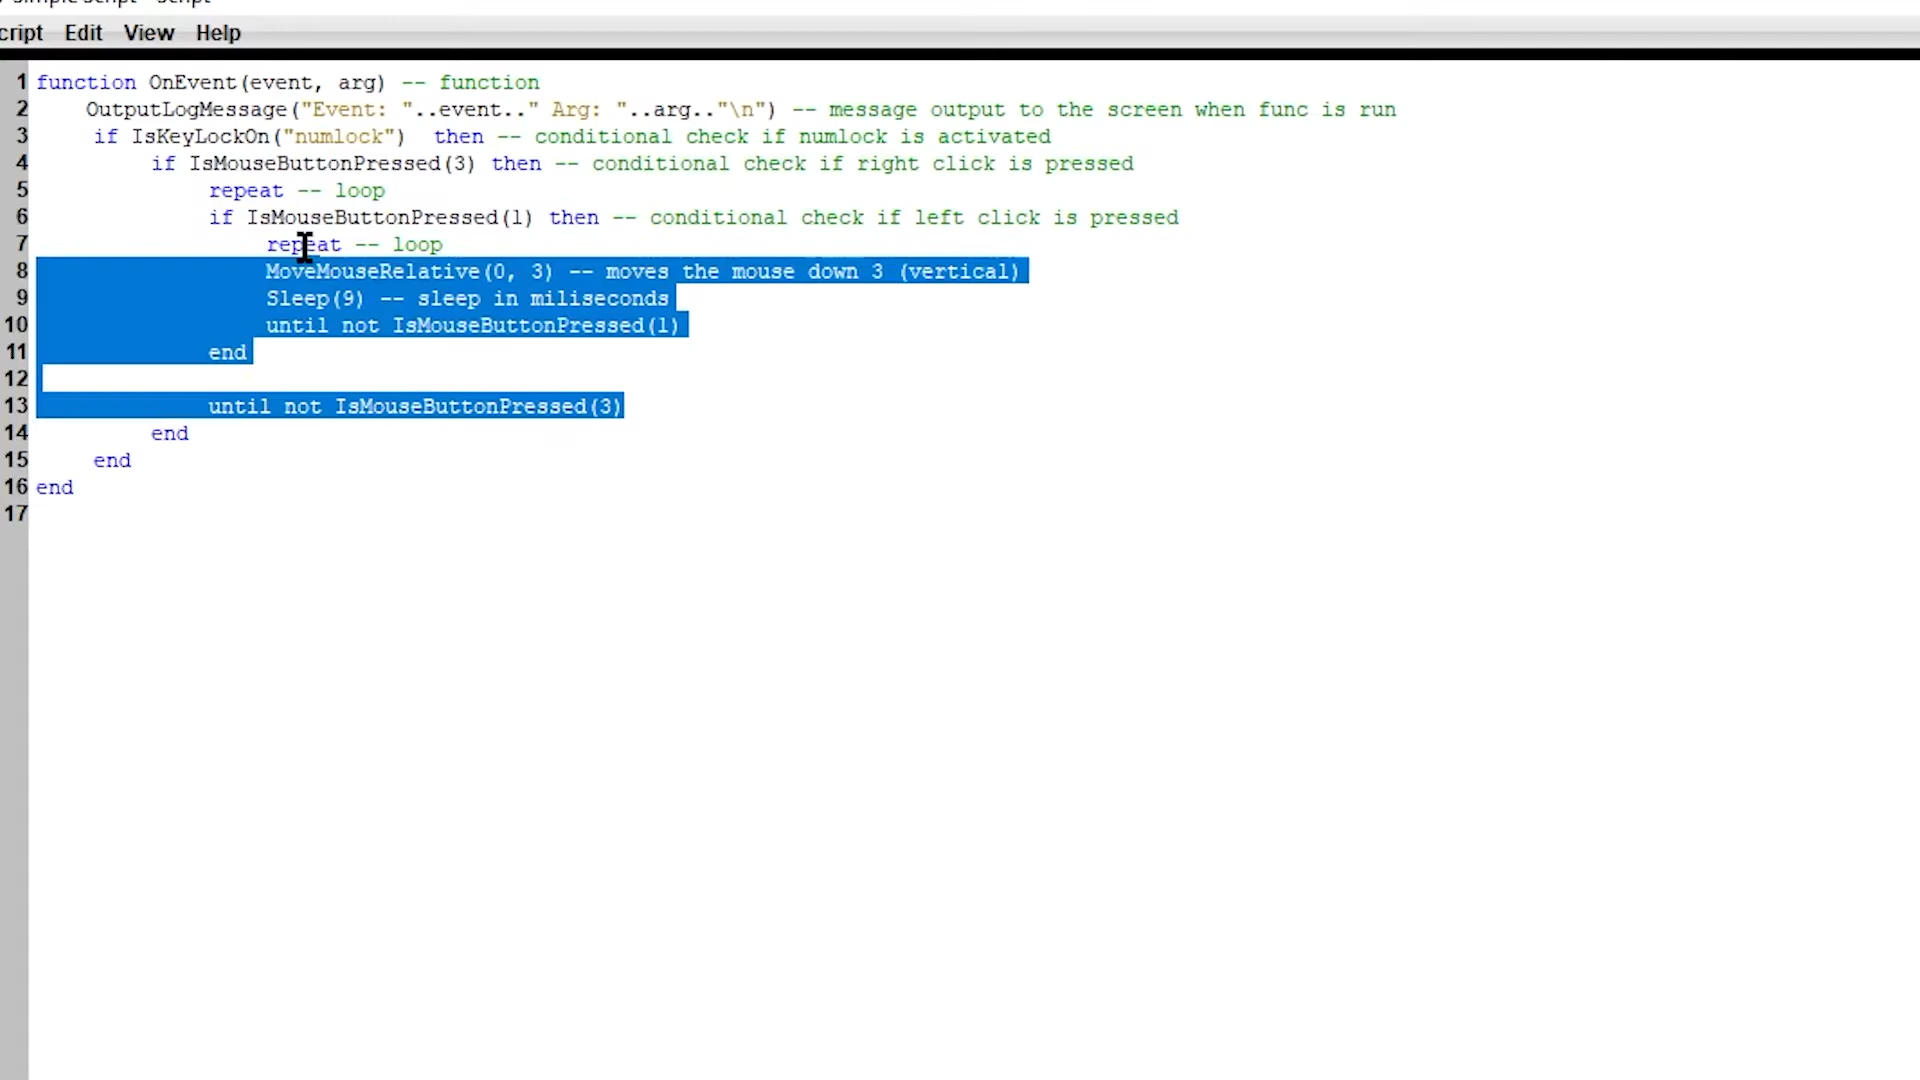 cript Edit View Help
1 function OnEvent(event, arg) -- function
2 OutputLogMessage("Event: "..event.." Arg: "..arg.."\n") -- message output to the screen when func is run
3 if IsKeyLockOn("numlock")  then -- conditional check if numlock is activated
4 if IsMouseButtonPressed(3) then -- conditional check if right click is pressed
5 repeat -- loop
6 if IsMouseButtonPressed(1) then -- conditional check if left click is pressed
7 repeat -- loop
8 MoveMouseRelative(0, 3) -- moves the mouse down 3 (vertical)
9 Sleep(9) -- sleep in miliseconds
10 until not IsMouseButtonPressed(1)
11 end
12
13 until not IsMouseButtonPressed(3)
14 end
15 end
16 end
17